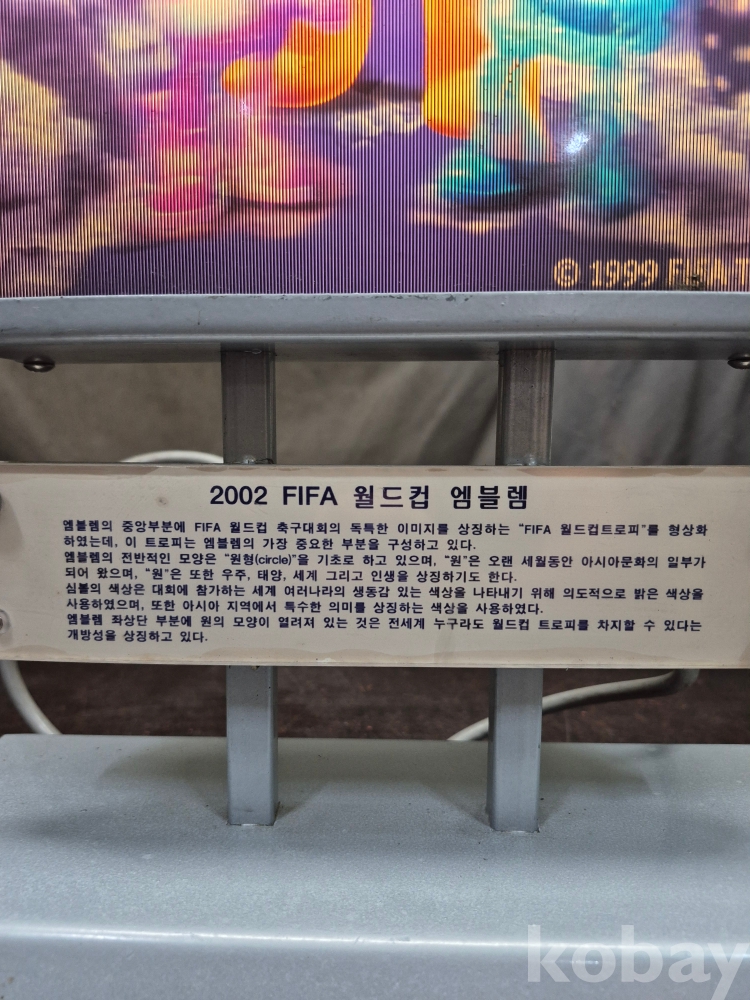 © 1999
2002 FIFA 월드컵 엠블렘
엠블렘의 중앙부분에 FIFA 월드컵 축구대회의 독특한 이미지를 상징하는 “FIFA 월드컵트로피”를 형상화
하였는데, 이 트로피는 엠블렘의 가장 중요한 부분을 구성하고 있다.
엠블렘의 전반적인 모양은 “원형(circle)”을 기초로 하고 있으며, “원”은 오랜 세월동안 아시아문화의 일부가
되어 왔으며, “원”은 또한 우주, 태양, 세계 그리고 인생을 상징하기도 한다.
심볼의 색상은 대회에 참가하는 세계 여러나라의 생동감 있는 색상을 나타내기 위해 의도적으로 밝은 색상을
사용하였으며, 또한 아시아 지역에서 특수한 의미를 상징하는 색상을 사용하였다.
엠블렘 좌상단 부분에 원의 모양이 열려져 있는 것은 전세계 누구라도 월드컵 트로피를 차지할 수 있다는
개방성을 상징하고 있다.
kobay